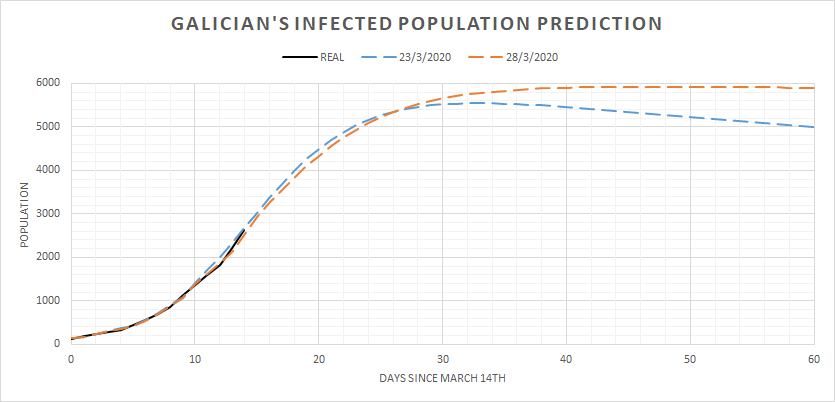 GALICIAN'S INFECTED POPULATION PREDICTION
REAL 23/3/2020 28/3/2020
6000
5000
4000
3000
2000
1000
0
POPULATION
0 10 20 30 40 50 60
DAYS SINCE MARCH 14TH